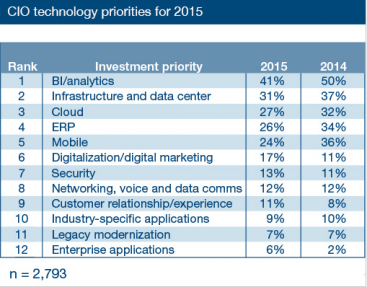 CIO technology priorities for 2015
Rank Investment priority 2015 2014
1 BI/analytics 41% 50%
2 Infrastructure and data center 31% 37%
3 Cloud 27% 32%
4 ERP 26% 34%
5 Mobile 24% 36%
6 Digitalization/digital marketing 17% 11%
7 Security 13% 11%
8 Networking, voice and data comms 12% 12%
9 Customer relationship/experience 11% 8%
10 Industry-specific applications 9% 10%
11 Legacy modernization 7% 7%
12 Enterprise applications 6% 2%
n = 2,793